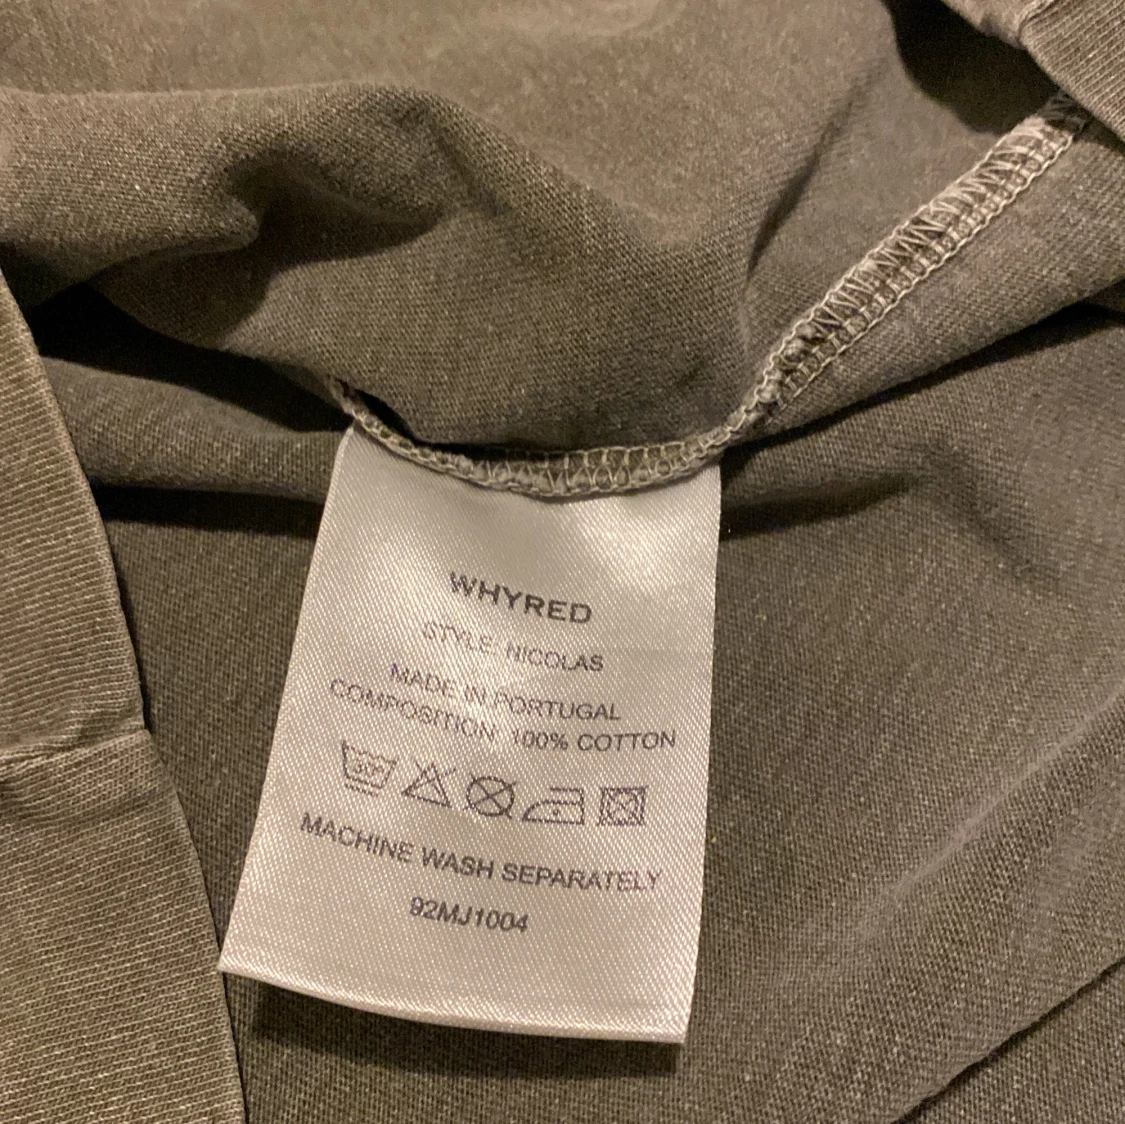 WHYRED
STYLE: NICOLAS
MADE IN PORTUGAL
COMPOSITION: 100% COTTON
MACHINE WASH SEPARATELY
92MJ1004